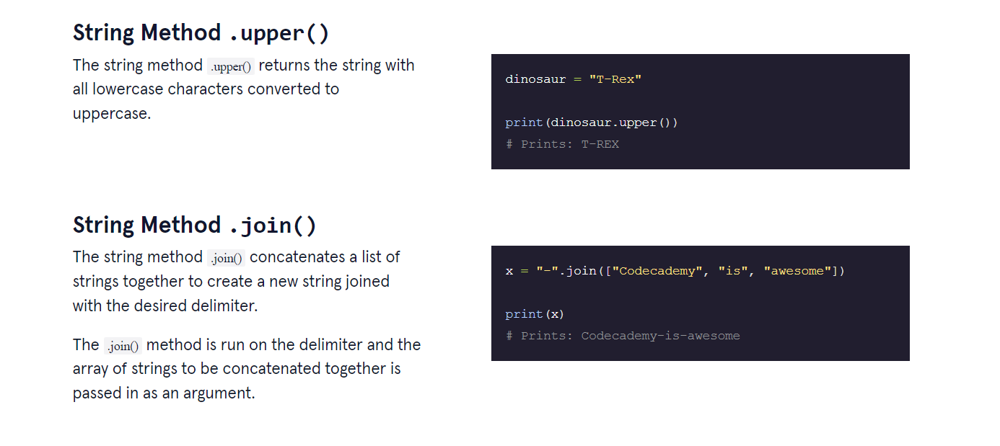 String Method .upper()
The string method .upper() returns the string with
all lowercase characters converted to
uppercase.
dinosaur = "T-Rex"
print(dinosaur.upper())
# Prints: T-REX
String Method .join()
The string method .join() concatenates a list of
strings together to create a new string joined
with the desired delimiter.
The .join() method is run on the delimiter and the
array of strings to be concatenated together is
passed in as an argument.
x = "-".join(["Codecademy", "is", "awesome"])
print(x)
# Prints: Codecademy-is-awesome